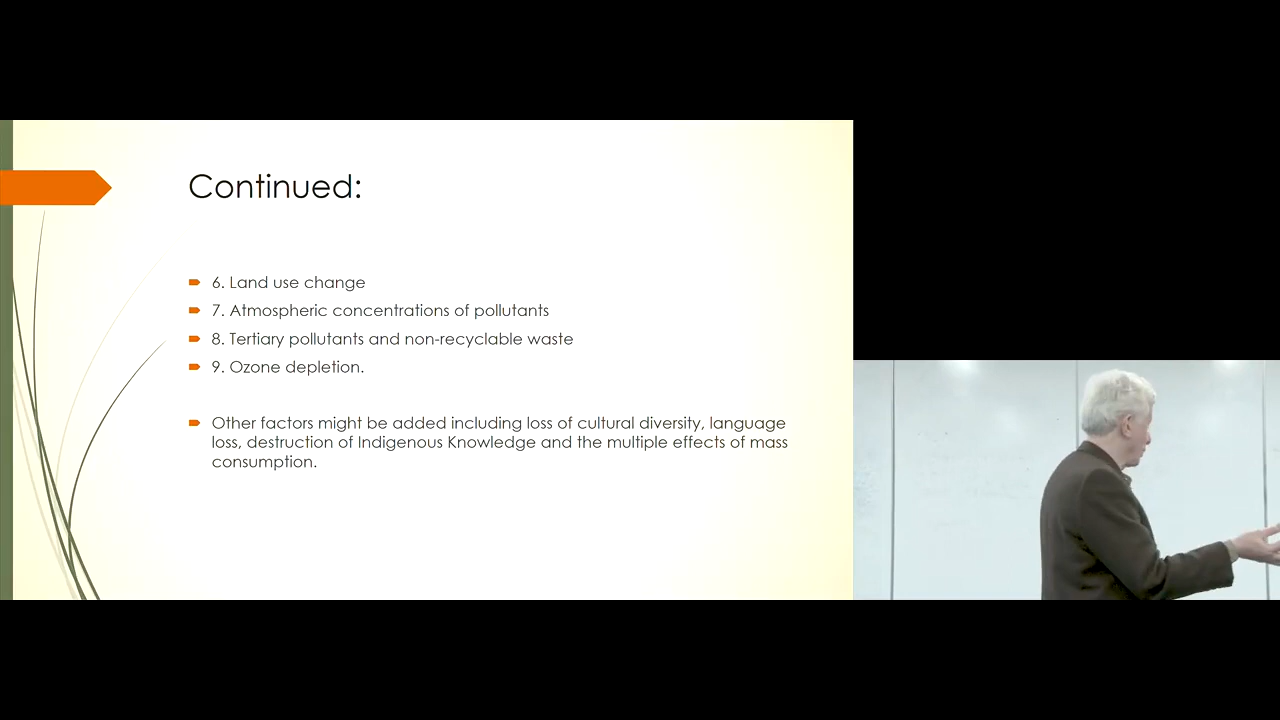 Continued:
6. Land use change
7. Atmospheric concentrations of pollutants
8. Tertiary pollutants and non-recyclable waste
9. Ozone depletion.
Other factors might be added including loss of cultural diversity, language
loss, destruction of Indigenous Knowledge and the multiple effects of mass
consumption.